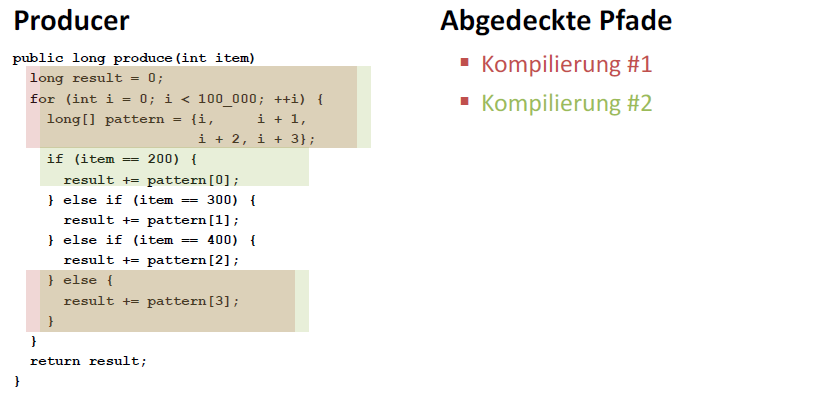 Producer
public long produce(int item)
long result = 0;
for (int i = 0; i < 100_000; ++i) {
long[] pattern = {i, i + 1,
i + 2, i + 3};
if (item == 200) {
result += pattern[0];
} else if (item == 300) {
result += pattern[1];
} else if (item == 400) {
result += pattern[2];
} else {
result += pattern[3];
}
}
return result;
}
Abgedeckte Pfade
Kompilierung #1
Kompilierung #2